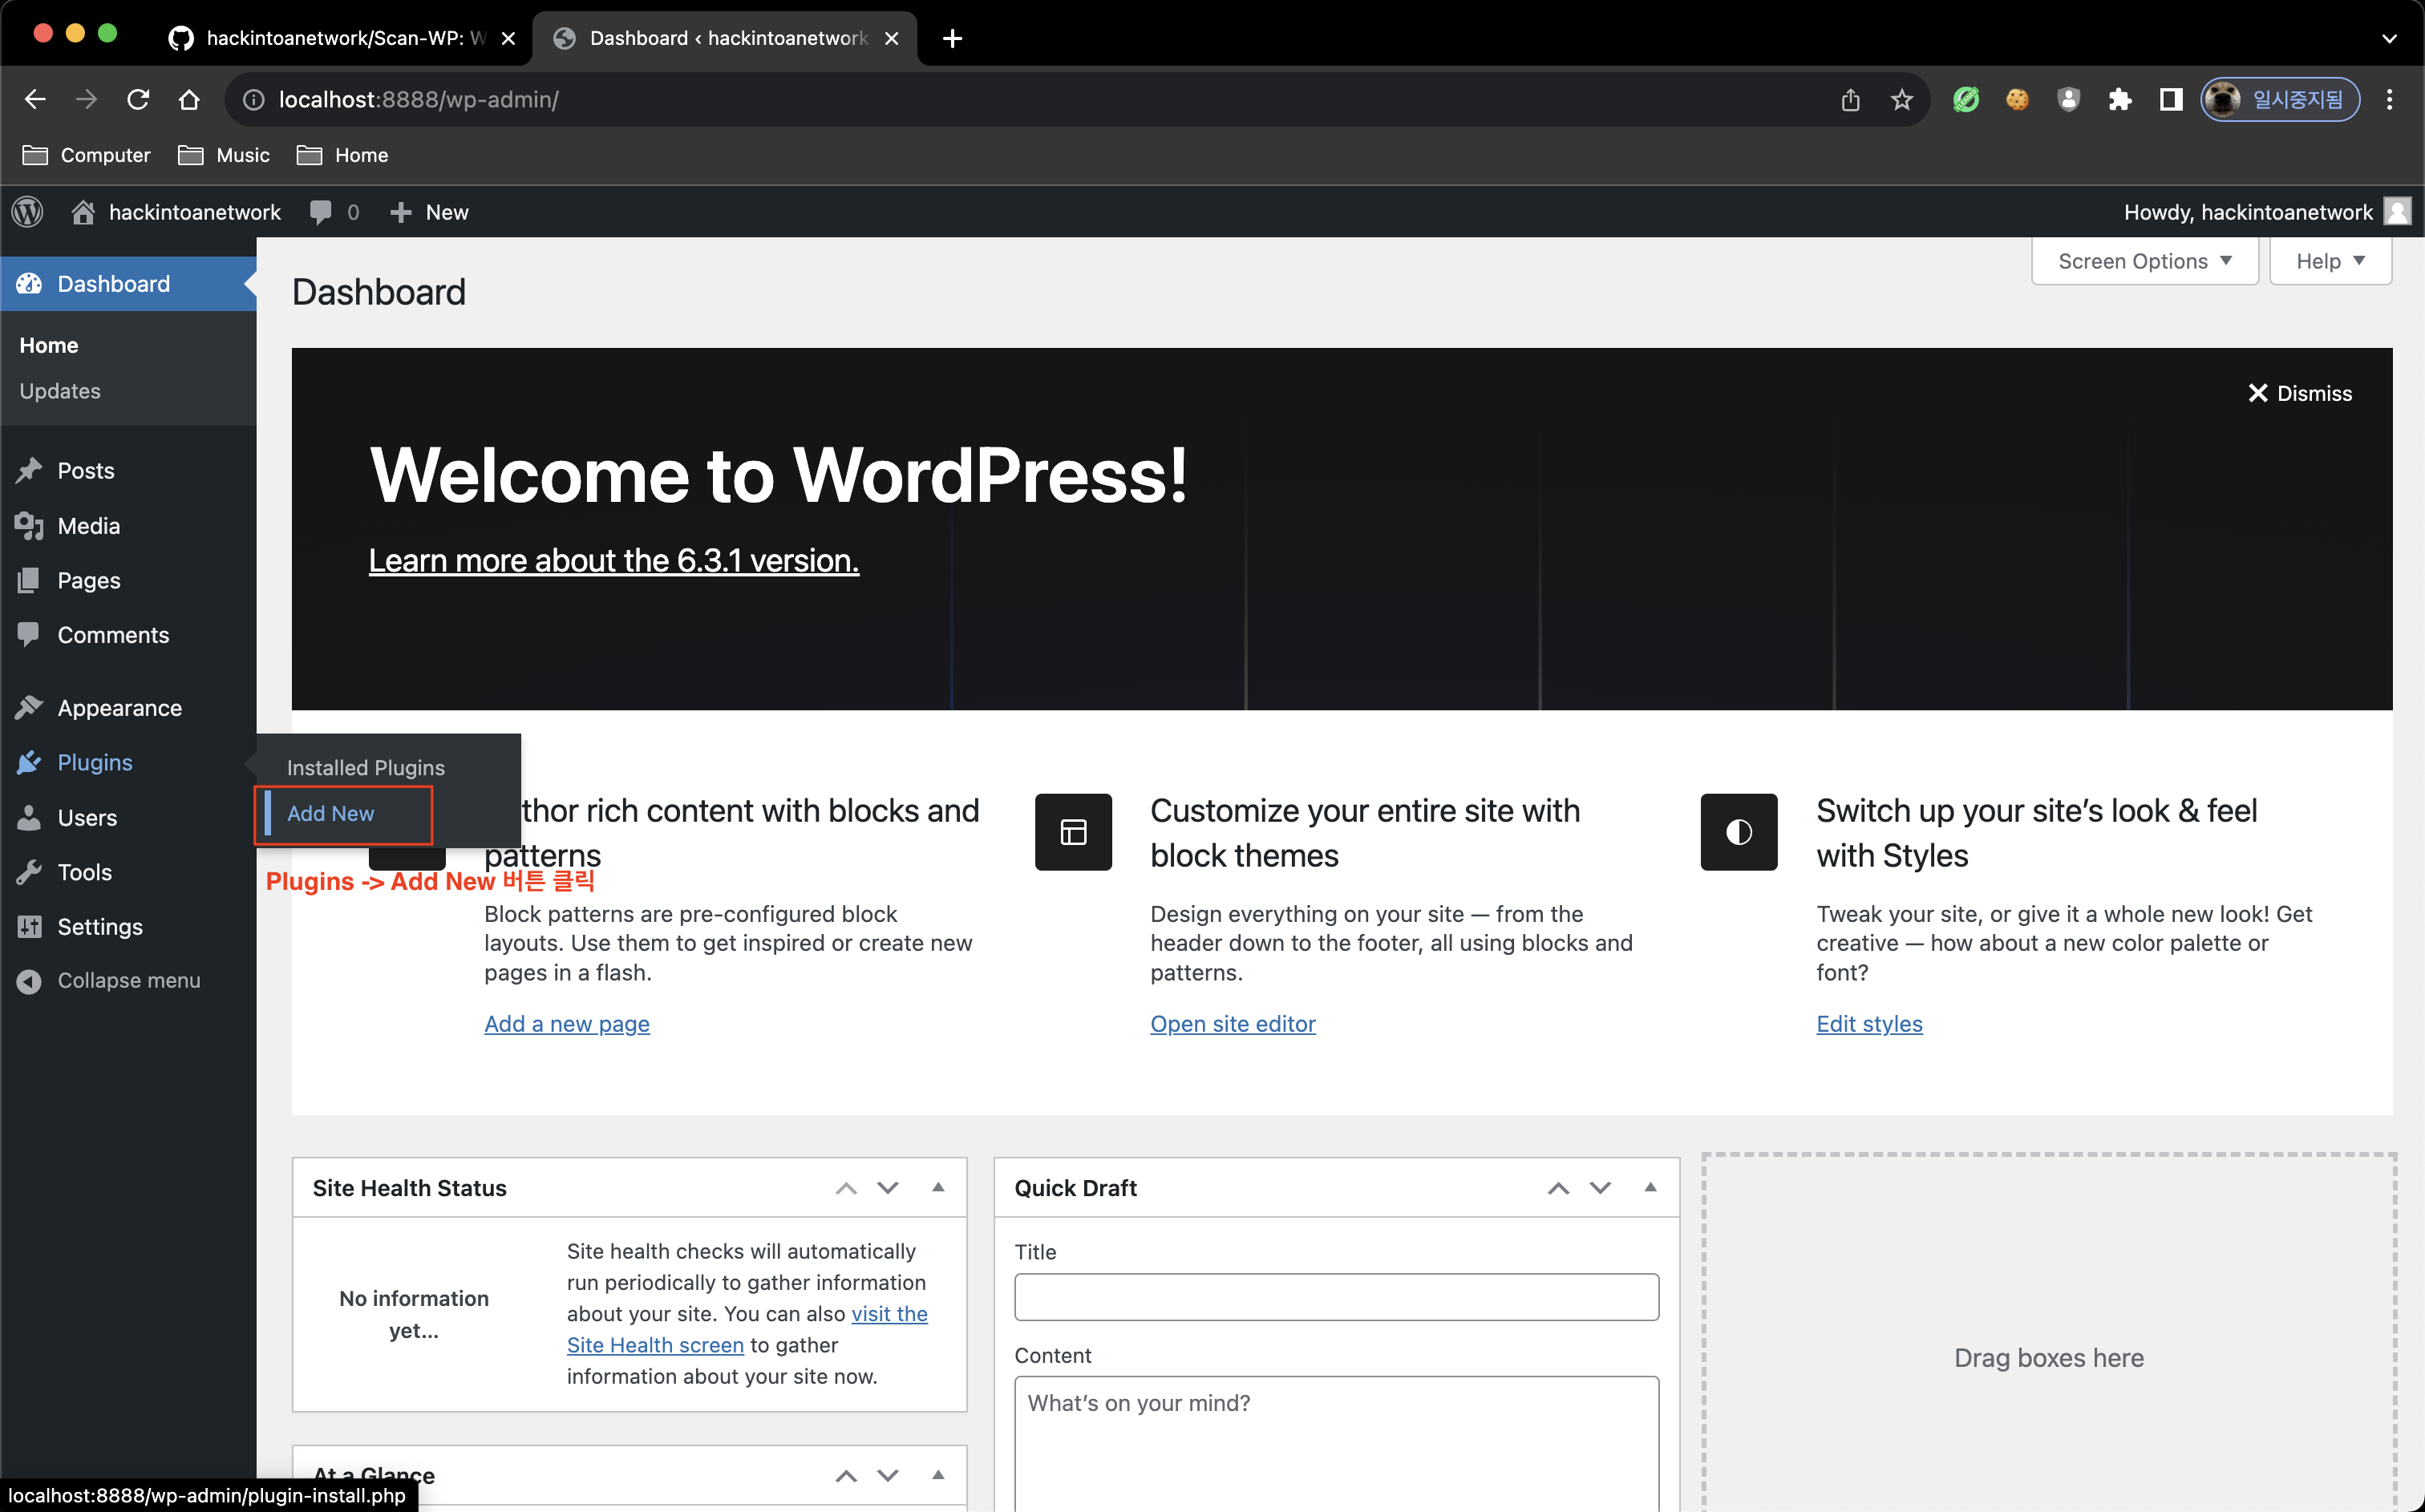 hackintoanetwork/Scan-WP: W
Dashboard ‹ hackintoanetwork
localhost:8888/wp-admin/
일시중지됨
Computer
Music
Home
hackintoanetwork
0
New
Howdy, hackintoanetwork
Screen Options
Help
Dashboard
Home
Updates
Posts
Media
Pages
Comments
Appearance
Plugins
Users
Tools
Settings
Collapse menu
Installed Plugins
Add New
Plugins -> Add New 버튼 클릭
Dashboard
Dismiss
Welcome to WordPress!
Learn more about the 6.3.1 version.
thor rich content with blocks and
patterns
Block patterns are pre-configured block
layouts. Use them to get inspired or create new
pages in a flash.
Add a new page
Customize your entire site with
block themes
Design everything on your site — from the
header down to the footer, all using blocks and
patterns.
Open site editor
Switch up your site’s look & feel
with Styles
Tweak your site, or give it a whole new look! Get
creative — how about a new color palette or
font?
Edit styles
Site Health Status
No information
yet...
Site health checks will automatically
run periodically to gather information
about your site. You can also visit the
Site Health screen to gather
information about your site now.
At a Glance
Quick Draft
Title
Content
What’s on your mind?
Drag boxes here
localhost:8888/wp-admin/plugin-install.php